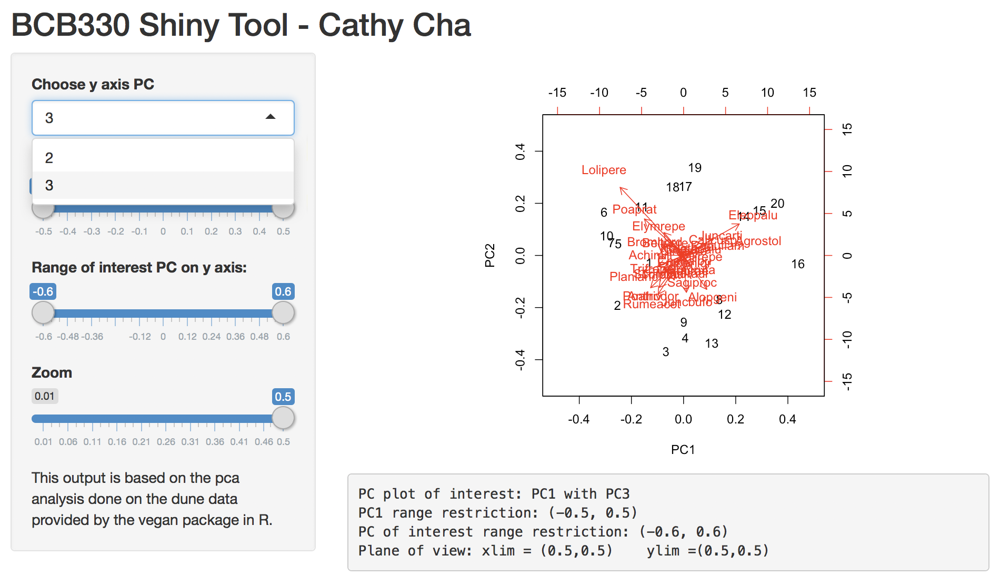 BCB330 Shiny Tool - Cathy Cha
Choose y axis PC
3
2
3
-0.5 -0.4 -0.3 -0.2 -0.1 0 0.1 0.2 0.3 0.4 0.5
Range of interest PC on y axis:
-0.6 0.6
-0.6 -0.48 -0.36 -0.12 0 0.12 0.24 0.36 0.48 0.6
Zoom
0.01 0.5
0.01 0.06 0.11 0.16 0.21 0.26 0.31 0.36 0.41 0.46 0.5
This output is based on the pca
analysis done on the dune data
provided by the vegan package in R.
-15 -10 -5 0 5 10 15
15
10
5
0
-5
-10
-15
0.4
0.2
0.0
-0.2
-0.4
PC2
Lolipere
19
18 17
11
Poaprat
6
20
15
14
Eleopalu
Elymrepe
10
7 5
Juncarti
Agrostol
Achimill
1
16
Planlanc
Sagiproc
Alopgeni
8
2
Rumeacet
Juncbufo
12
9
4
13
3
-0.4 -0.2 0.0 0.2 0.4
PC1
PC plot of interest: PC1 with PC3
PC1 range restriction: (-0.5, 0.5)
PC of interest range restriction: (-0.6, 0.6)
Plane of view: xlim = (0.5,0.5) ylim =(0.5,0.5)